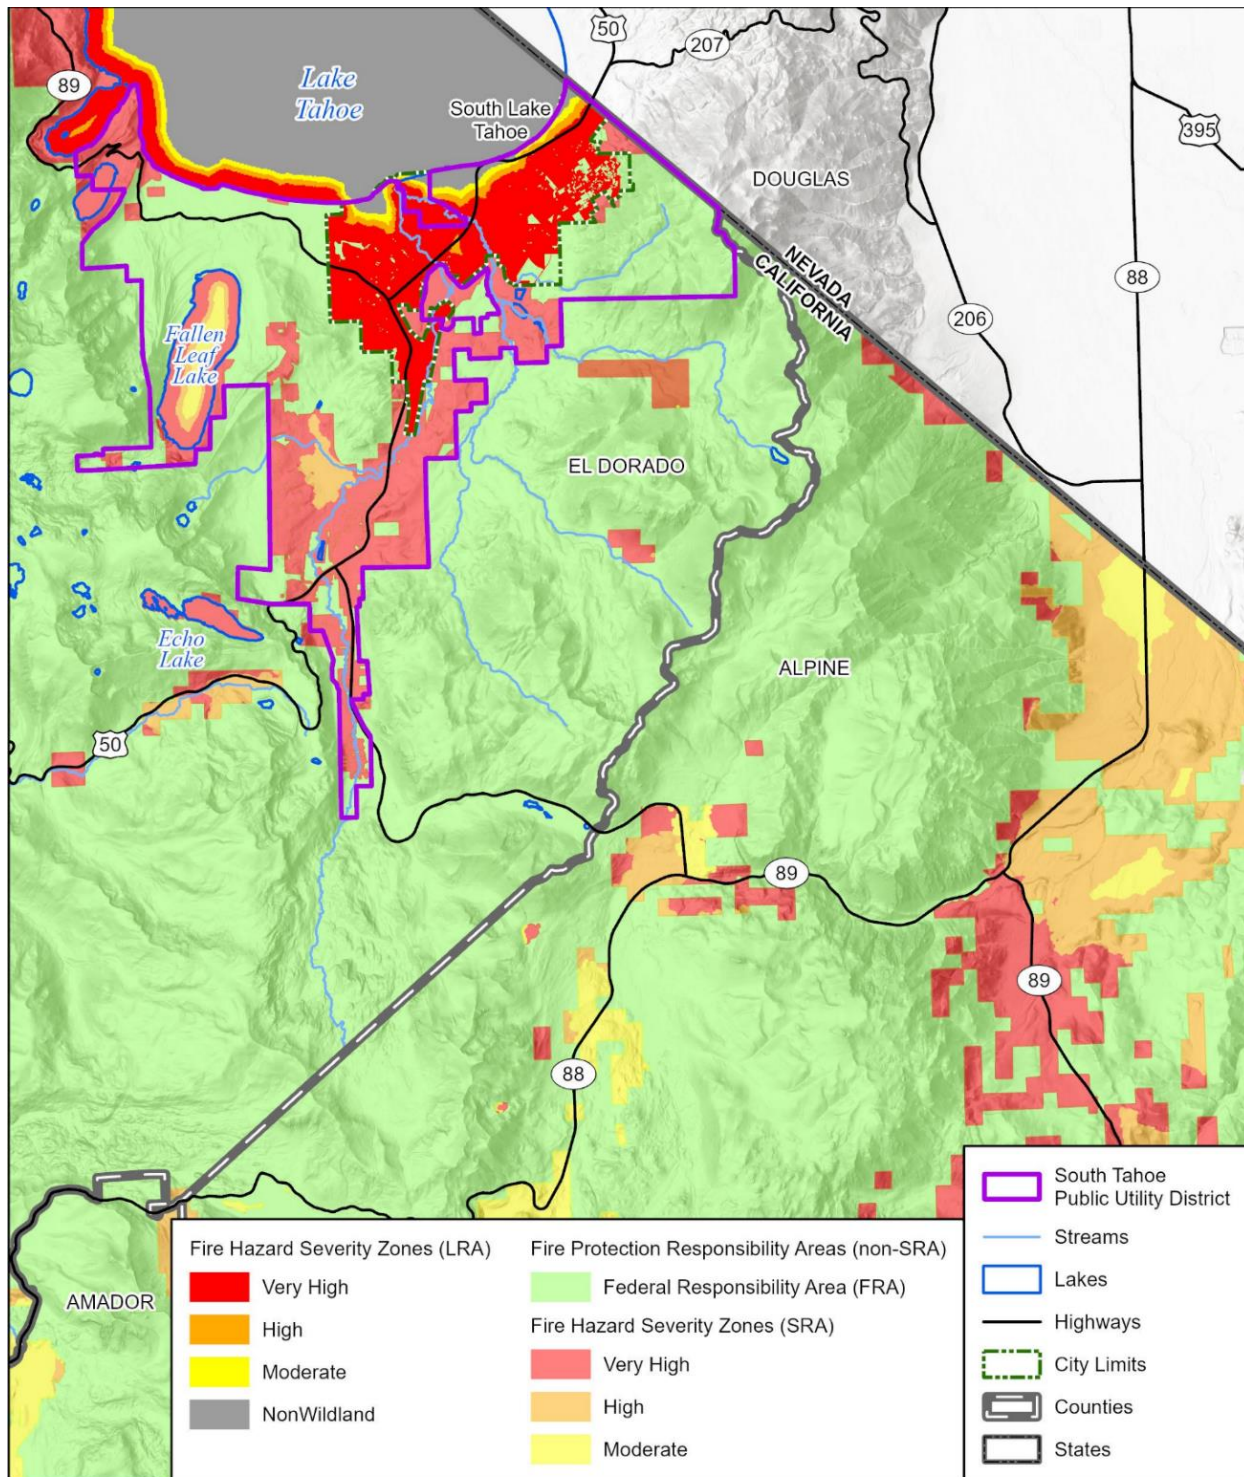 50
207
89
Lake
Tahoe
South Lake
Tahoe
395
DOUGLAS
NEVADA
CALIFORNIA
88
206
Fallen
Leaf
Lake
EL DORADO
Echo
Lake
ALPINE
50
89
89
88
AMADOR
Fire Hazard Severity Zones (LRA)
Very High
High
Moderate
NonWildland
Fire Protection Responsibility Areas (non-SRA)
Federal Responsibility Area (FRA)
Fire Hazard Severity Zones (SRA)
Very High
High
Moderate
South Tahoe
Public Utility District
Streams
Lakes
Highways
City Limits
Counties
States